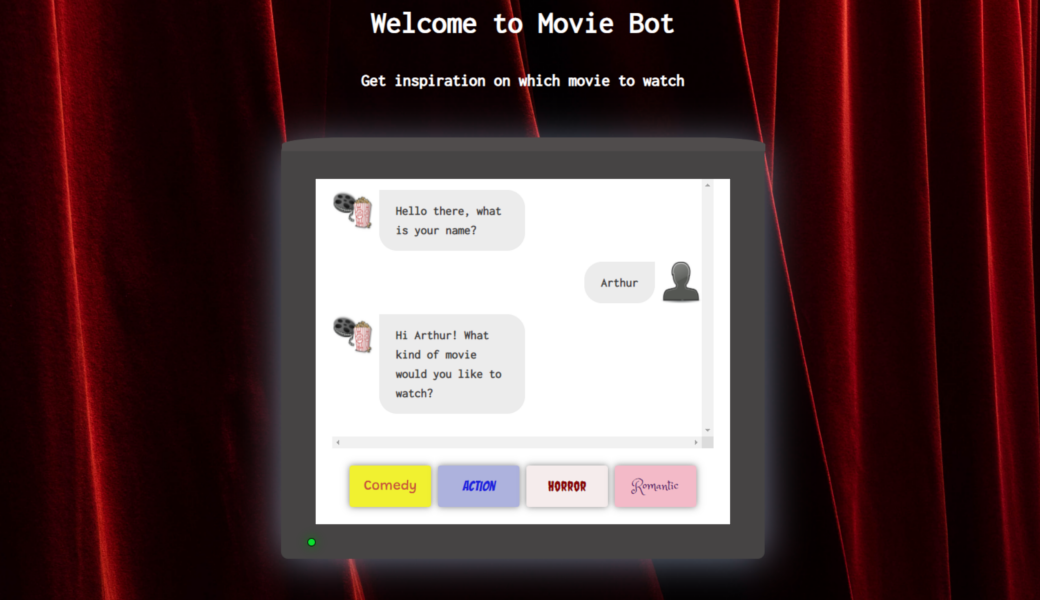 Welcome to Movie Bot
Get inspiration on which movie to watch
Hello there, what
is your name?
Arthur
Hi Arthur! What
kind of movie
would you like to
watch?
Comedy
ACTION
HORROR
Romantic